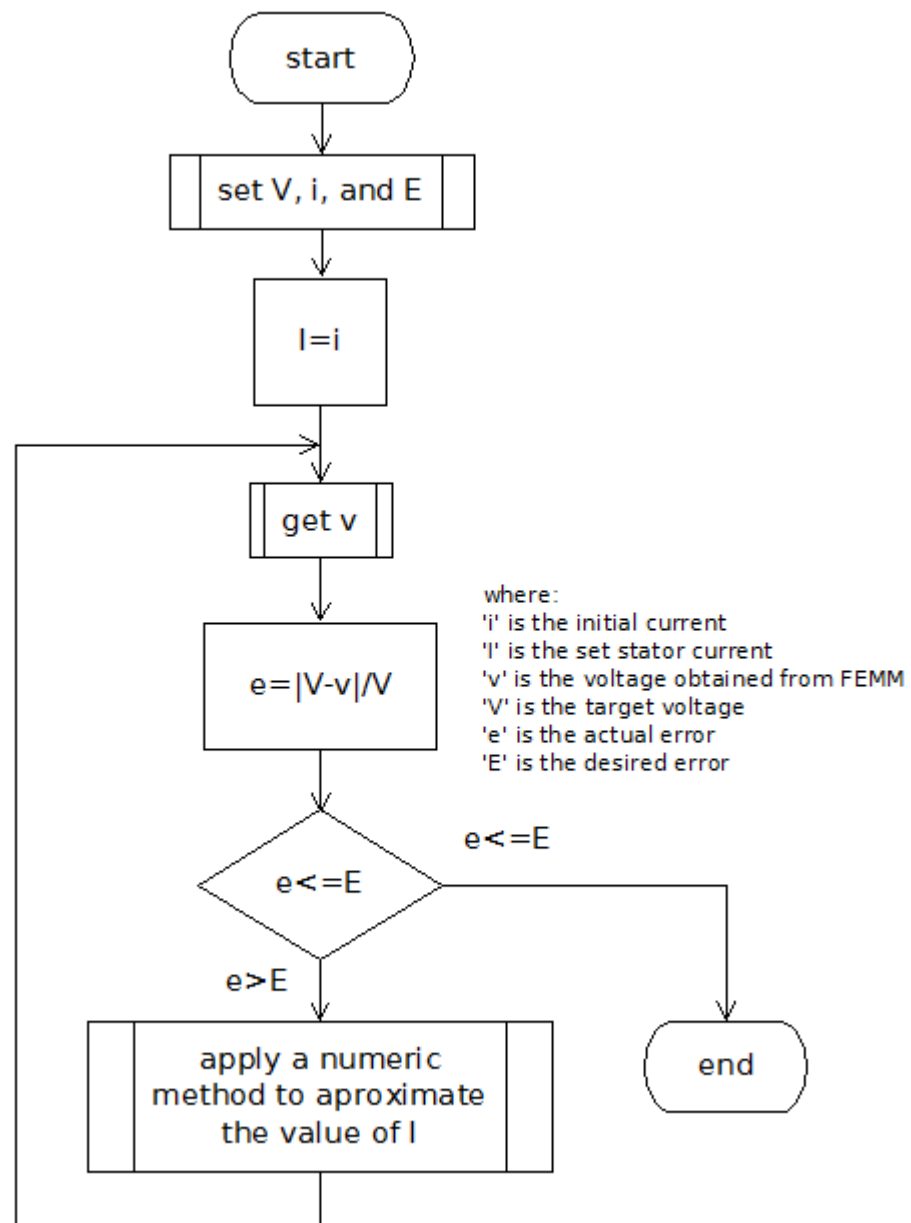 start
set V, i, and E
I=i
get v
e=|V-v|/V
where:
'i' is the initial current
'I' is the set stator current
'v' is the voltage obtained from FEMM
'V' is the target voltage
'e' is the actual error
'E' is the desired error
e<=E
e<=E
e>E
apply a numeric
method to aproximate
the value of I
end